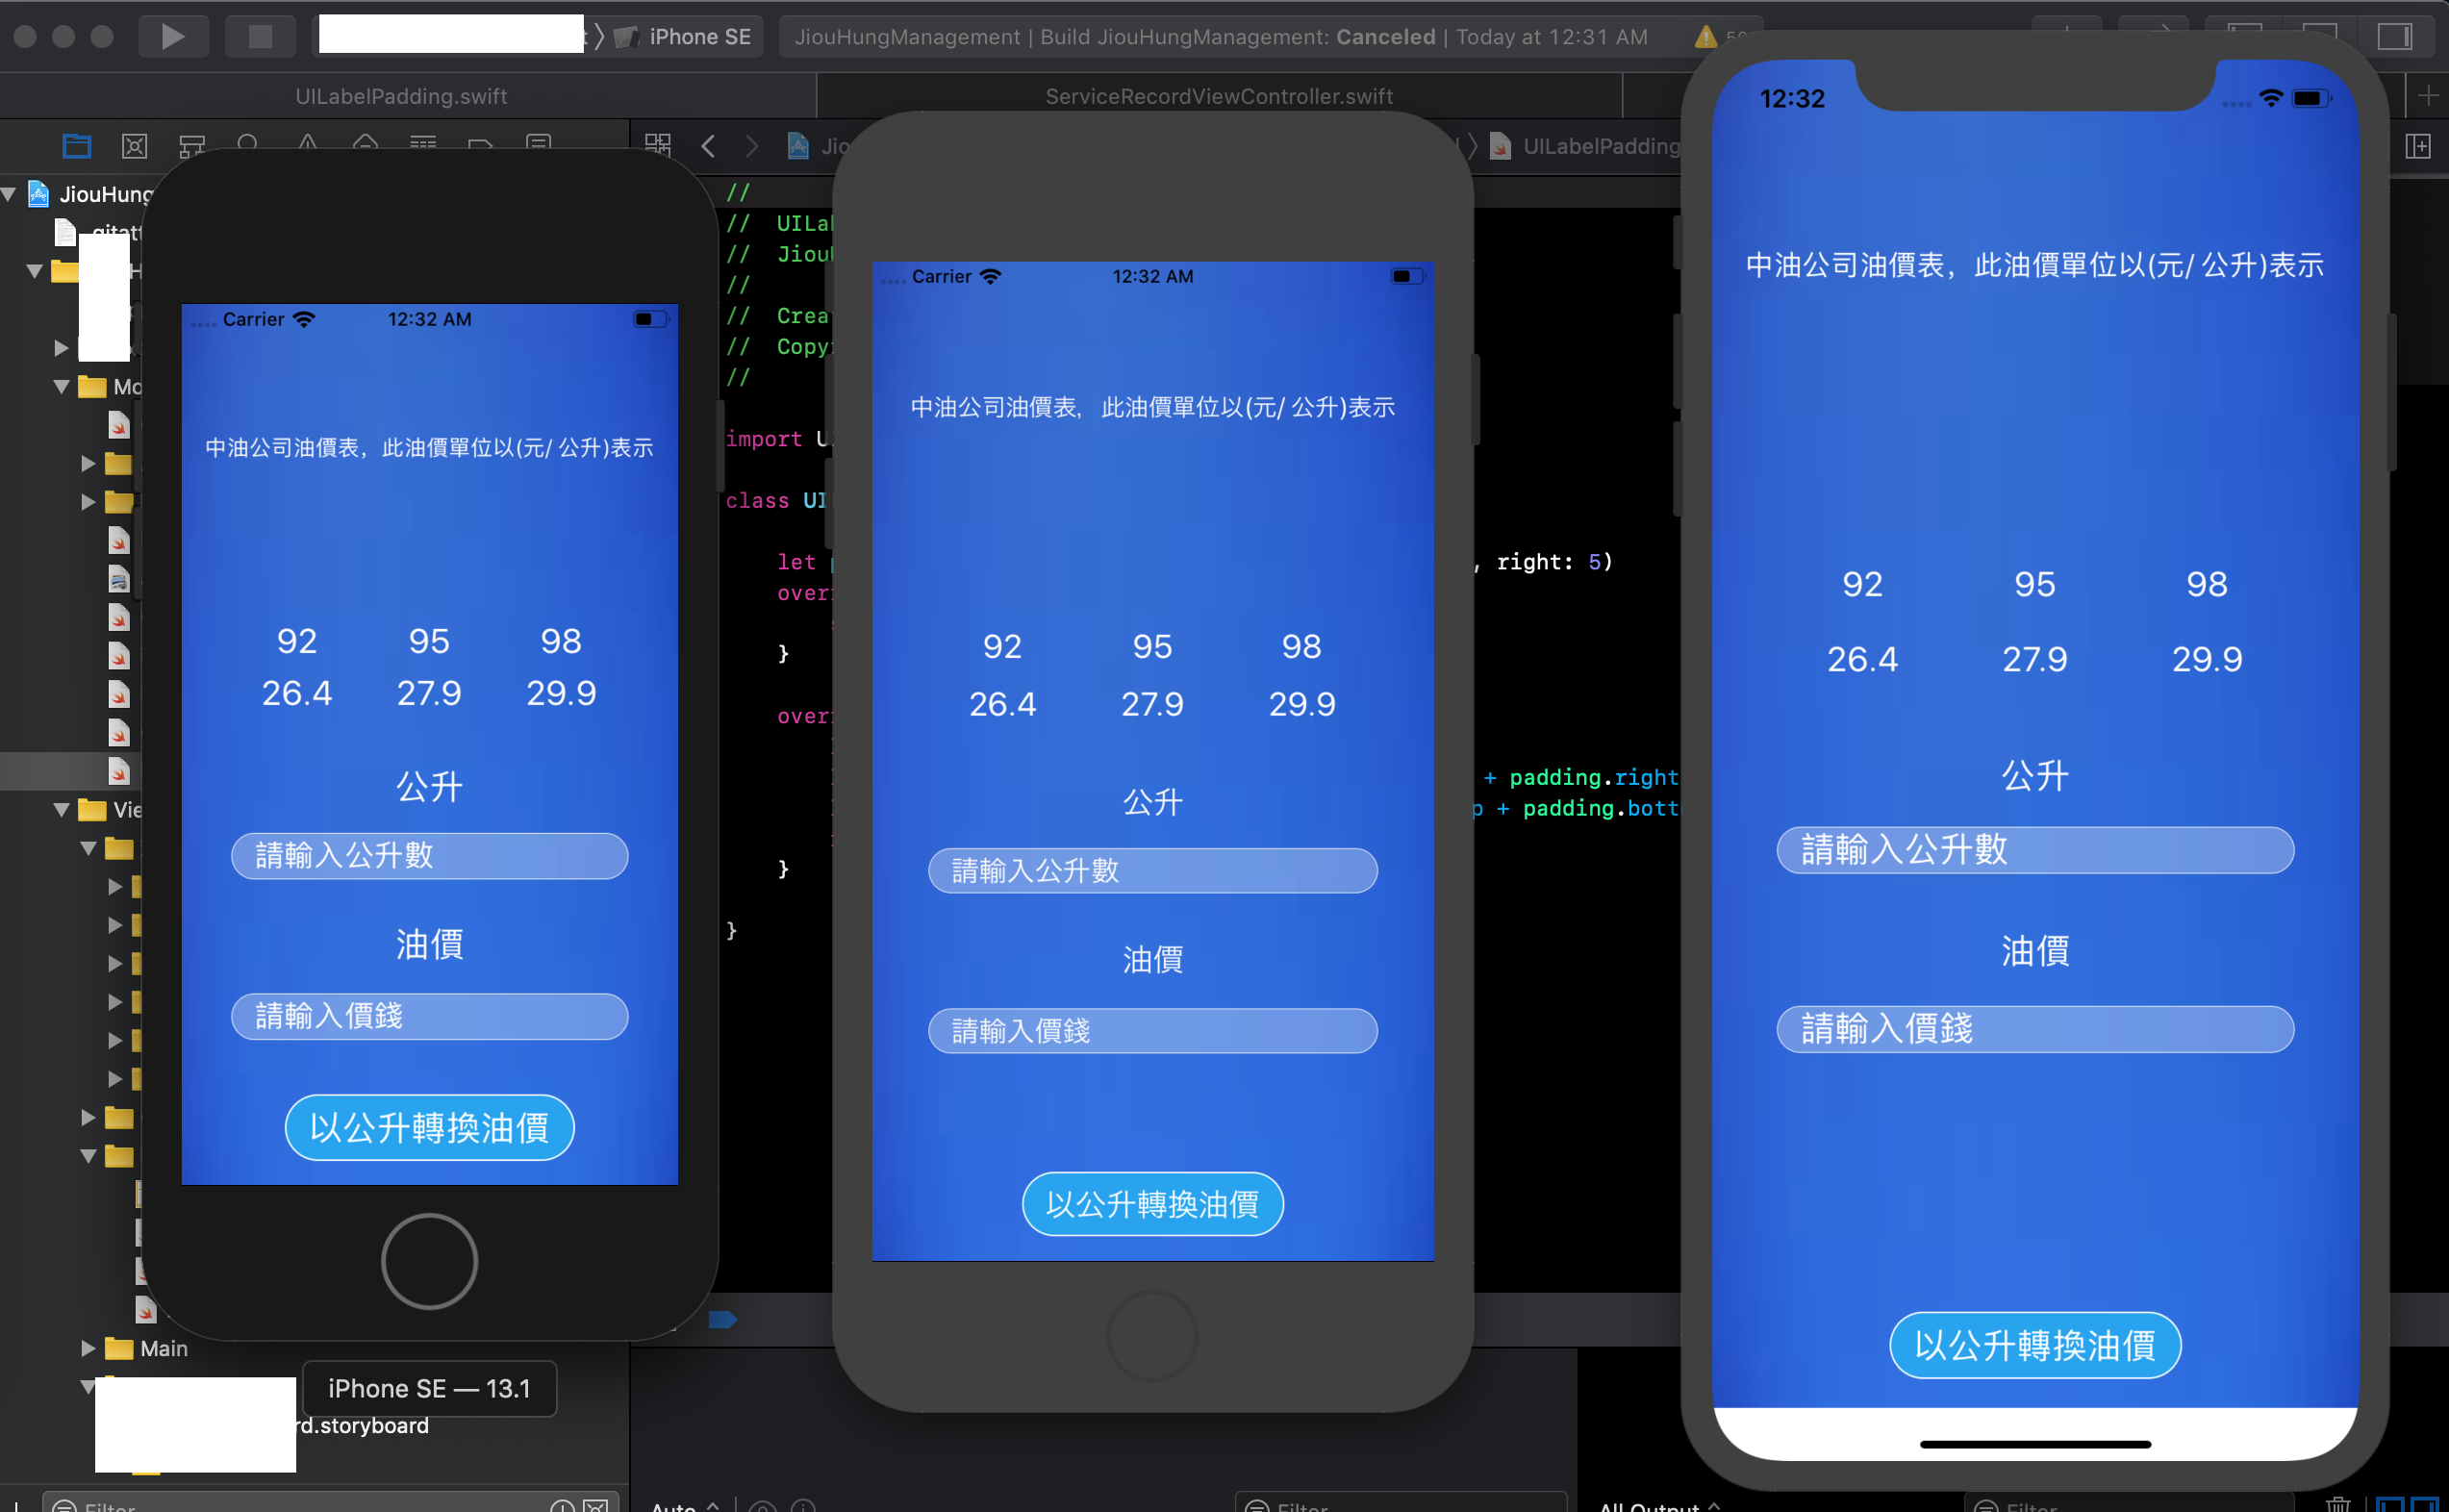 iPhone SE
JiouHungManagement | Build JiouHungManagement: Canceled | Today at 12:31 AM
UILabelPadding.swift
ServiceRecordViewController.swift
UILabelPadding
JiouHung
//
//
//
//
//
//
//
import
class
let
, right: 5)
}
+ padding.right
+ padding.bott
}
}
Main
rd.storyboard
iPhone SE — 13.1
Filter
Auto
Filter
All Output
Filter
Carrier
12:32 AM
中油公司油價表，此油價單位以(元/ 公升)表示
92 95 98
26.4 27.9 29.9
公升
請輸入公升數
油價
請輸入價錢
以公升轉換油價
Carrier
12:32 AM
中油公司油價表，此油價單位以(元/ 公升)表示
92 95 98
26.4 27.9 29.9
公升
請輸入公升數
油價
請輸入價錢
以公升轉換油價
12:32
中油公司油價表，此油價單位以(元/ 公升)表示
92 95 98
26.4 27.9 29.9
公升
請輸入公升數
油價
請輸入價錢
以公升轉換油價